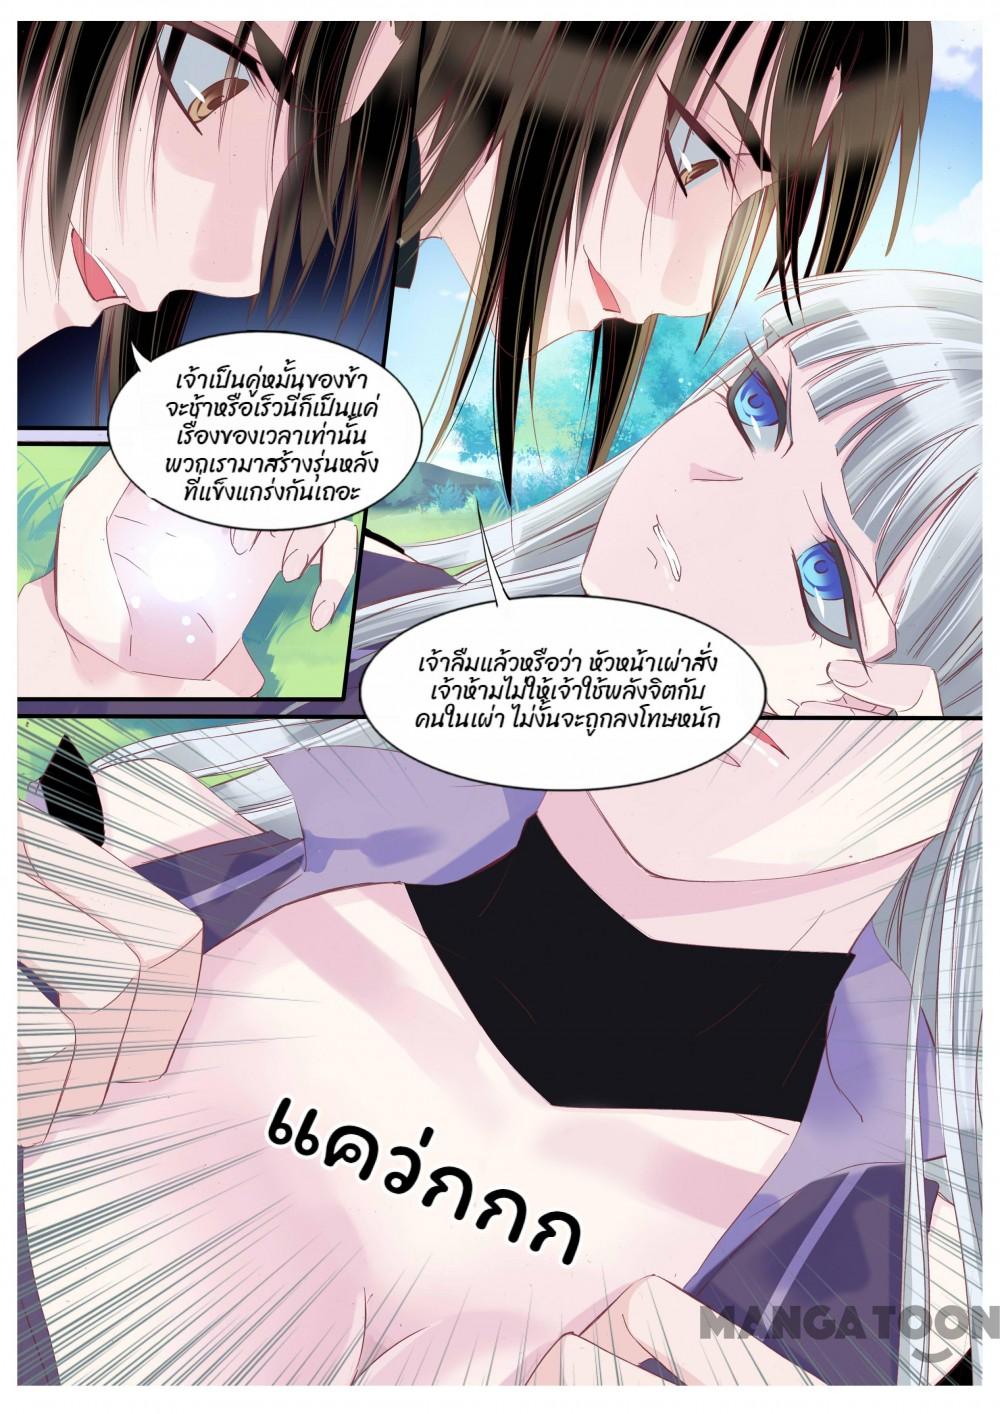 เจ้าเป็นคู่หมั้นของข้า
จะช้าหรือเร็วนี่ก็เป็นแค่
เรื่องของเวลาเท่านั้น
พวกเรามาสร้างรุ่นหลัง
ที่แข็งแกร่งกันเถอะ
เจ้าลืมแล้วหรือว่า หัวหน้าเผ่าสั่ง
เจ้าห้ามไม่ให้เจ้าใช้พลังจิตกับ
คนในเผ่า ไม่งั้นจะถูกลงโทษหนัก
แคว่กกก
MANGATOON